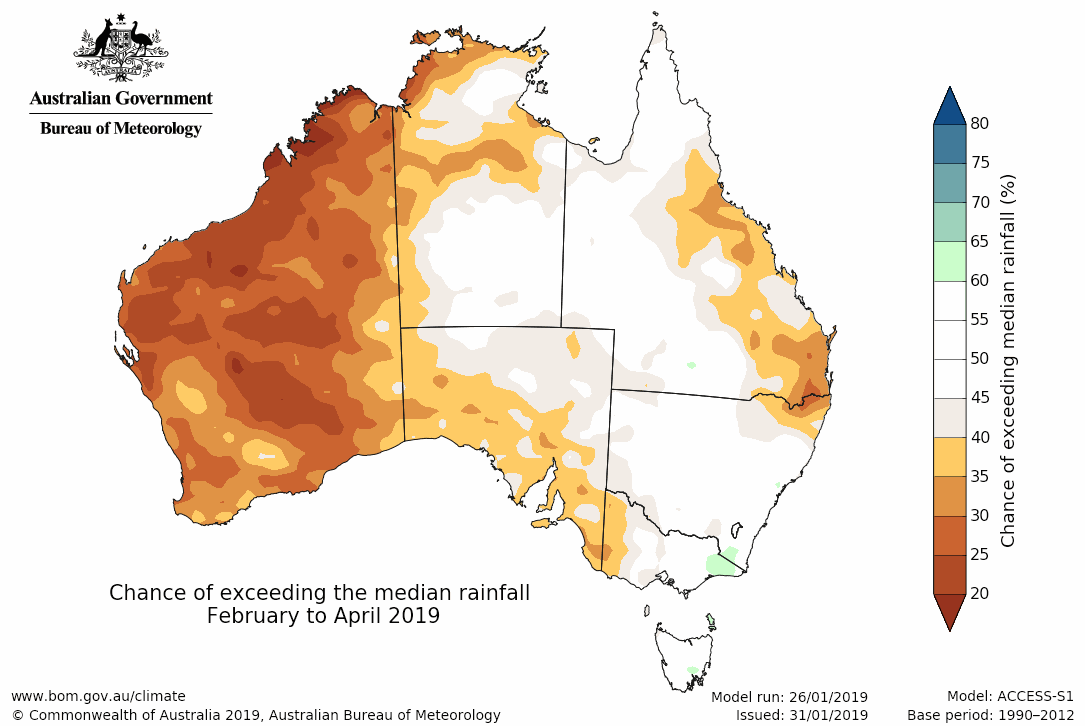 Australian Government
Bureau of Meteorology
80
75
70
65
60
55
50
45
40
35
30
25
20
Chance of exceeding median rainfall (%)
Chance of exceeding the median rainfall
February to April 2019
www.bom.gov.au/climate
© Commonwealth of Australia 2019, Australian Bureau of Meteorology
Model run: 26/01/2019
Issued: 31/01/2019
Model: ACCESS-S1
Base period: 1990–2012